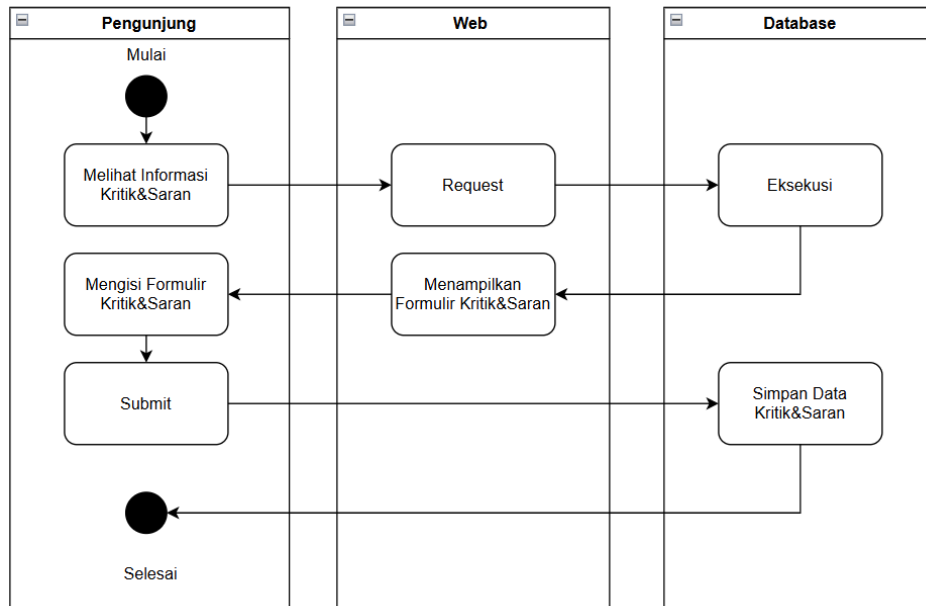 Pengunjung
Web
Database
Mulai
Melihat Informasi
Kritik&Saran
Request
Eksekusi
Mengisi Formulir
Kritik&Saran
Menampilkan
Formulir Kritik&Saran
Submit
Simpan Data
Kritik&Saran
Selesai